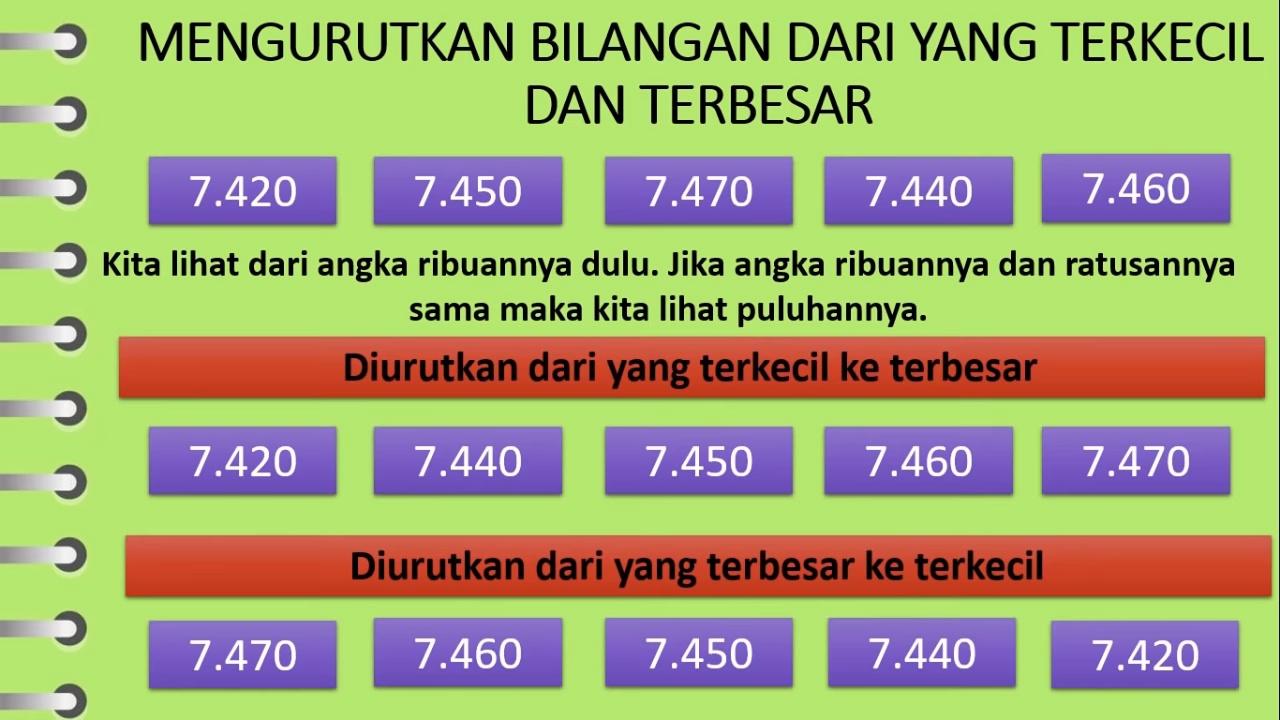 MENGURUTKAN BILANGAN DARI YANG TERKECIL
DAN TERBESAR
7.420 7.450 7.470 7.440 7.460
Kita lihat dari angka ribuannya dulu. Jika angka ribuannya dan ratusannya
sama maka kita lihat puluhannya.
Diurutkan dari yang terkecil ke terbesar
7.420 7.440 7.450 7.460 7.470
Diurutkan dari yang terbesar ke terkecil
7.470 7.460 7.450 7.440 7.420